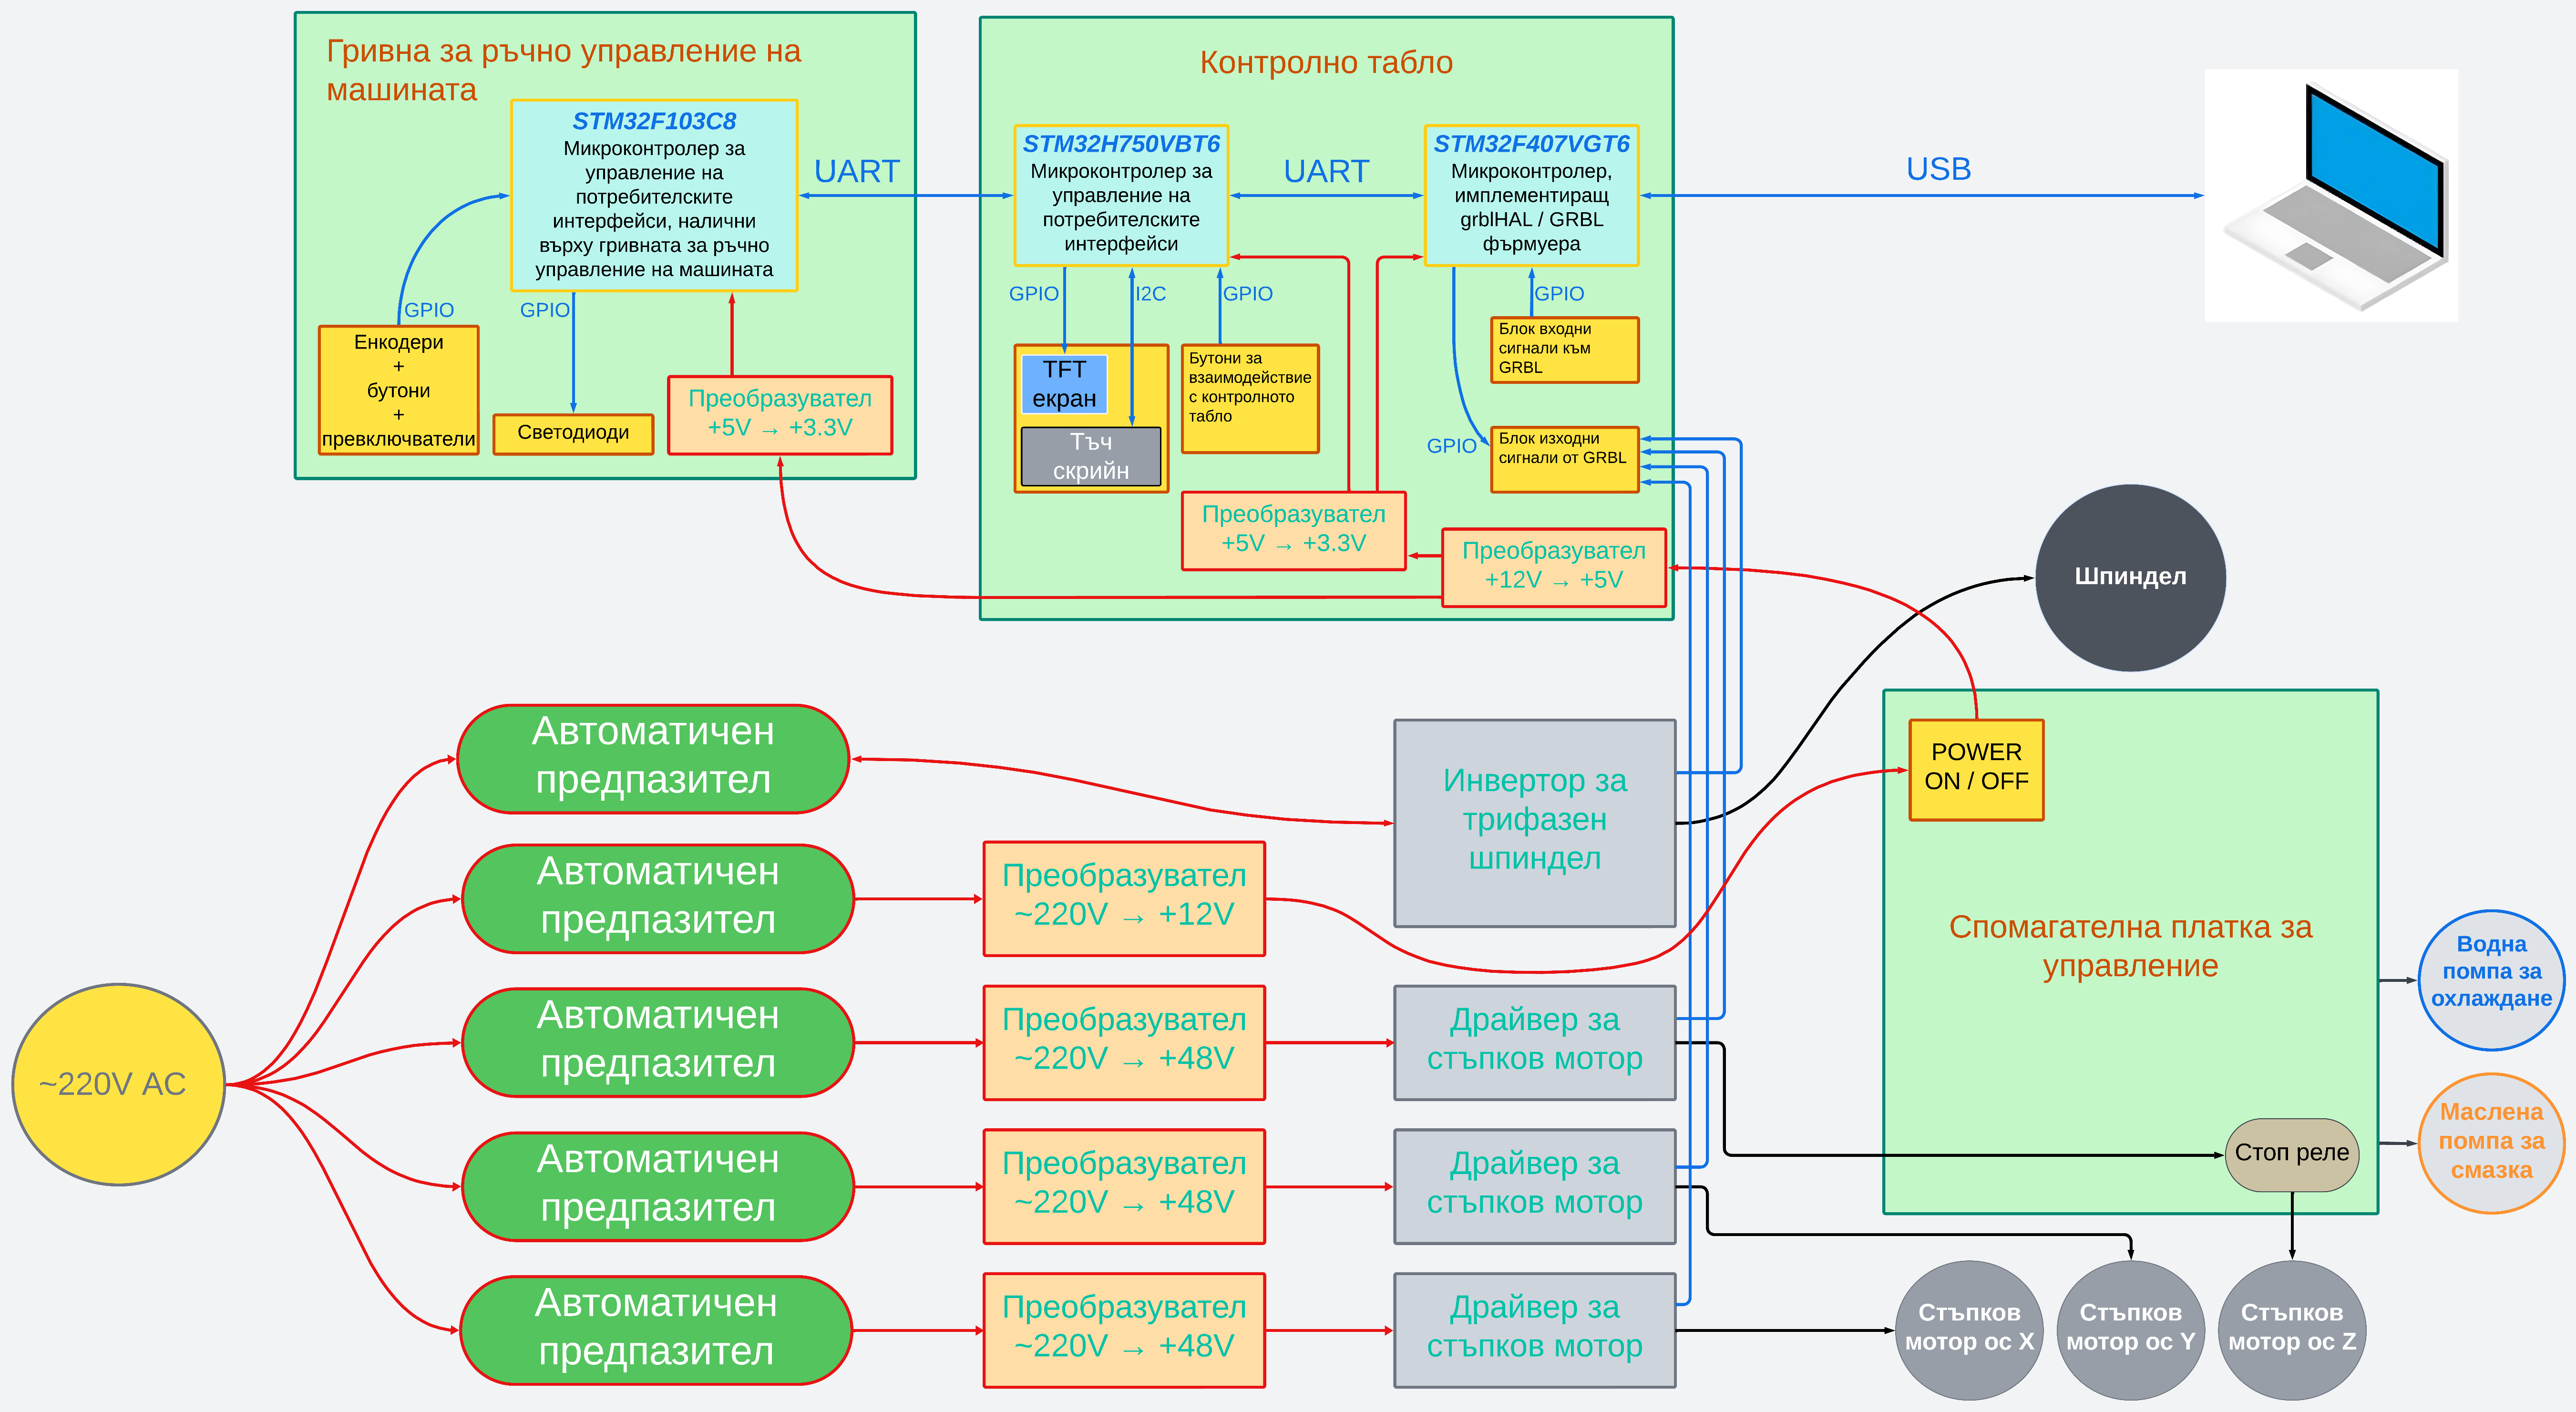 Гривна за ръчно управление на
машината
STM32F103C8
Микроконтролер за
управление на
потребителските
интерфейси, налични
върху гривната за ръчно
управление на машината
GPIO
GPIO
Енкодери
+
бутони
+
превключватели
Светодиоди
Преобразувател
+5V → +3.3V
UART
Контролно табло
STM32H750VBT6
Микроконтролер за
управление на
потребителските
интерфейси
UART
STM32F407VGT6
Микроконтролер,
имплементиращ
grblHAL / GRBL
фърмуера
USB
GPIO
I2C
GPIO
GPIO
TFT
екран
Тъч
скрийн
Бутони за
взаимодействие
с контролното
табло
Блок входни
сигнали към
GRBL
GPIO
Блок изходни
сигнали от GRBL
Преобразувател
+5V → +3.3V
Преобразувател
+12V → +5V
Шпиндел
Автоматичен
предпазител
Инвертор за
трифазен
шпиндел
POWER
ON / OFF
Автоматичен
предпазител
Преобразувател
~220V → +12V
Спомагателна платка за
управление
Водна
помпа за
охлаждане
~220V AC
Автоматичен
предпазител
Преобразувател
~220V → +48V
Драйвер за
стъпков мотор
Маслена
помпа за
смазка
Стоп реле
Автоматичен
предпазител
Преобразувател
~220V → +48V
Драйвер за
стъпков мотор
Автоматичен
предпазител
Преобразувател
~220V → +48V
Драйвер за
стъпков мотор
Стъпков
мотор ос X
Стъпков
мотор ос Y
Стъпков
мотор ос Z